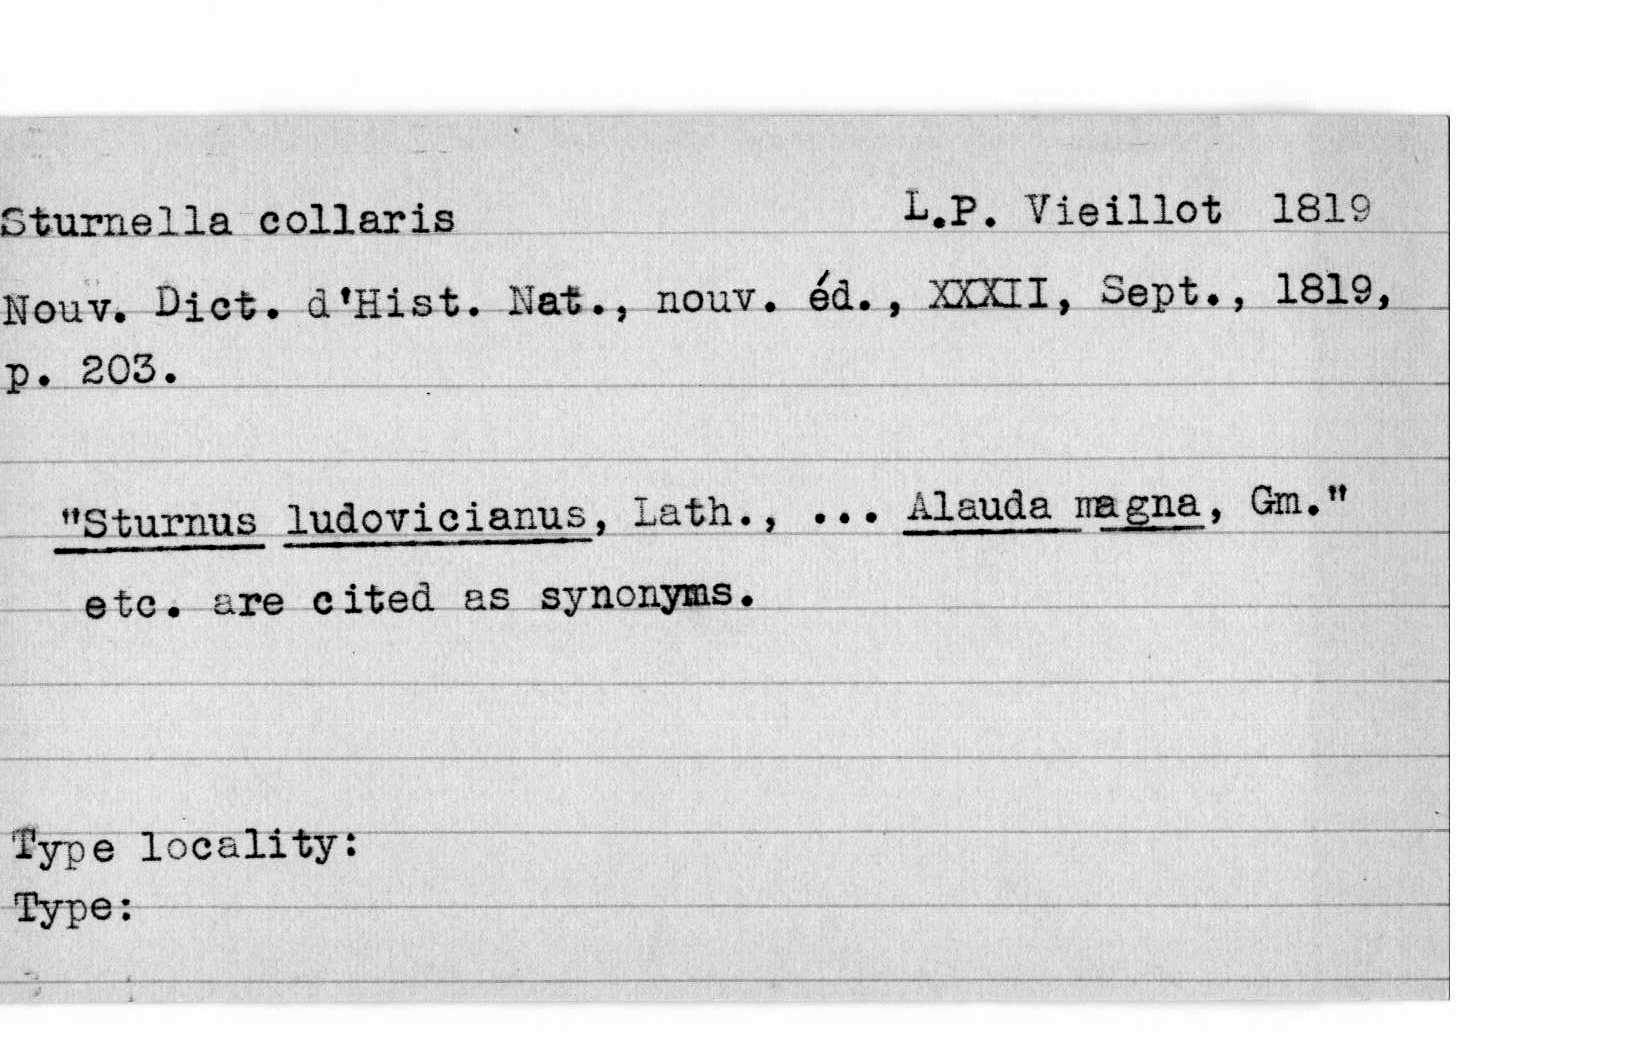 Sturnella collaris L.P. Vieillot 1819
Nouv. Dict. d'Hist. Nat., nouv. éd., XXXII, Sept., 1819,
p. 203.
"Sturnus ludovicianus, Lath., ... Alauda magna, Gm."
etc. are cited as synonyms.
Type locality:
Type: